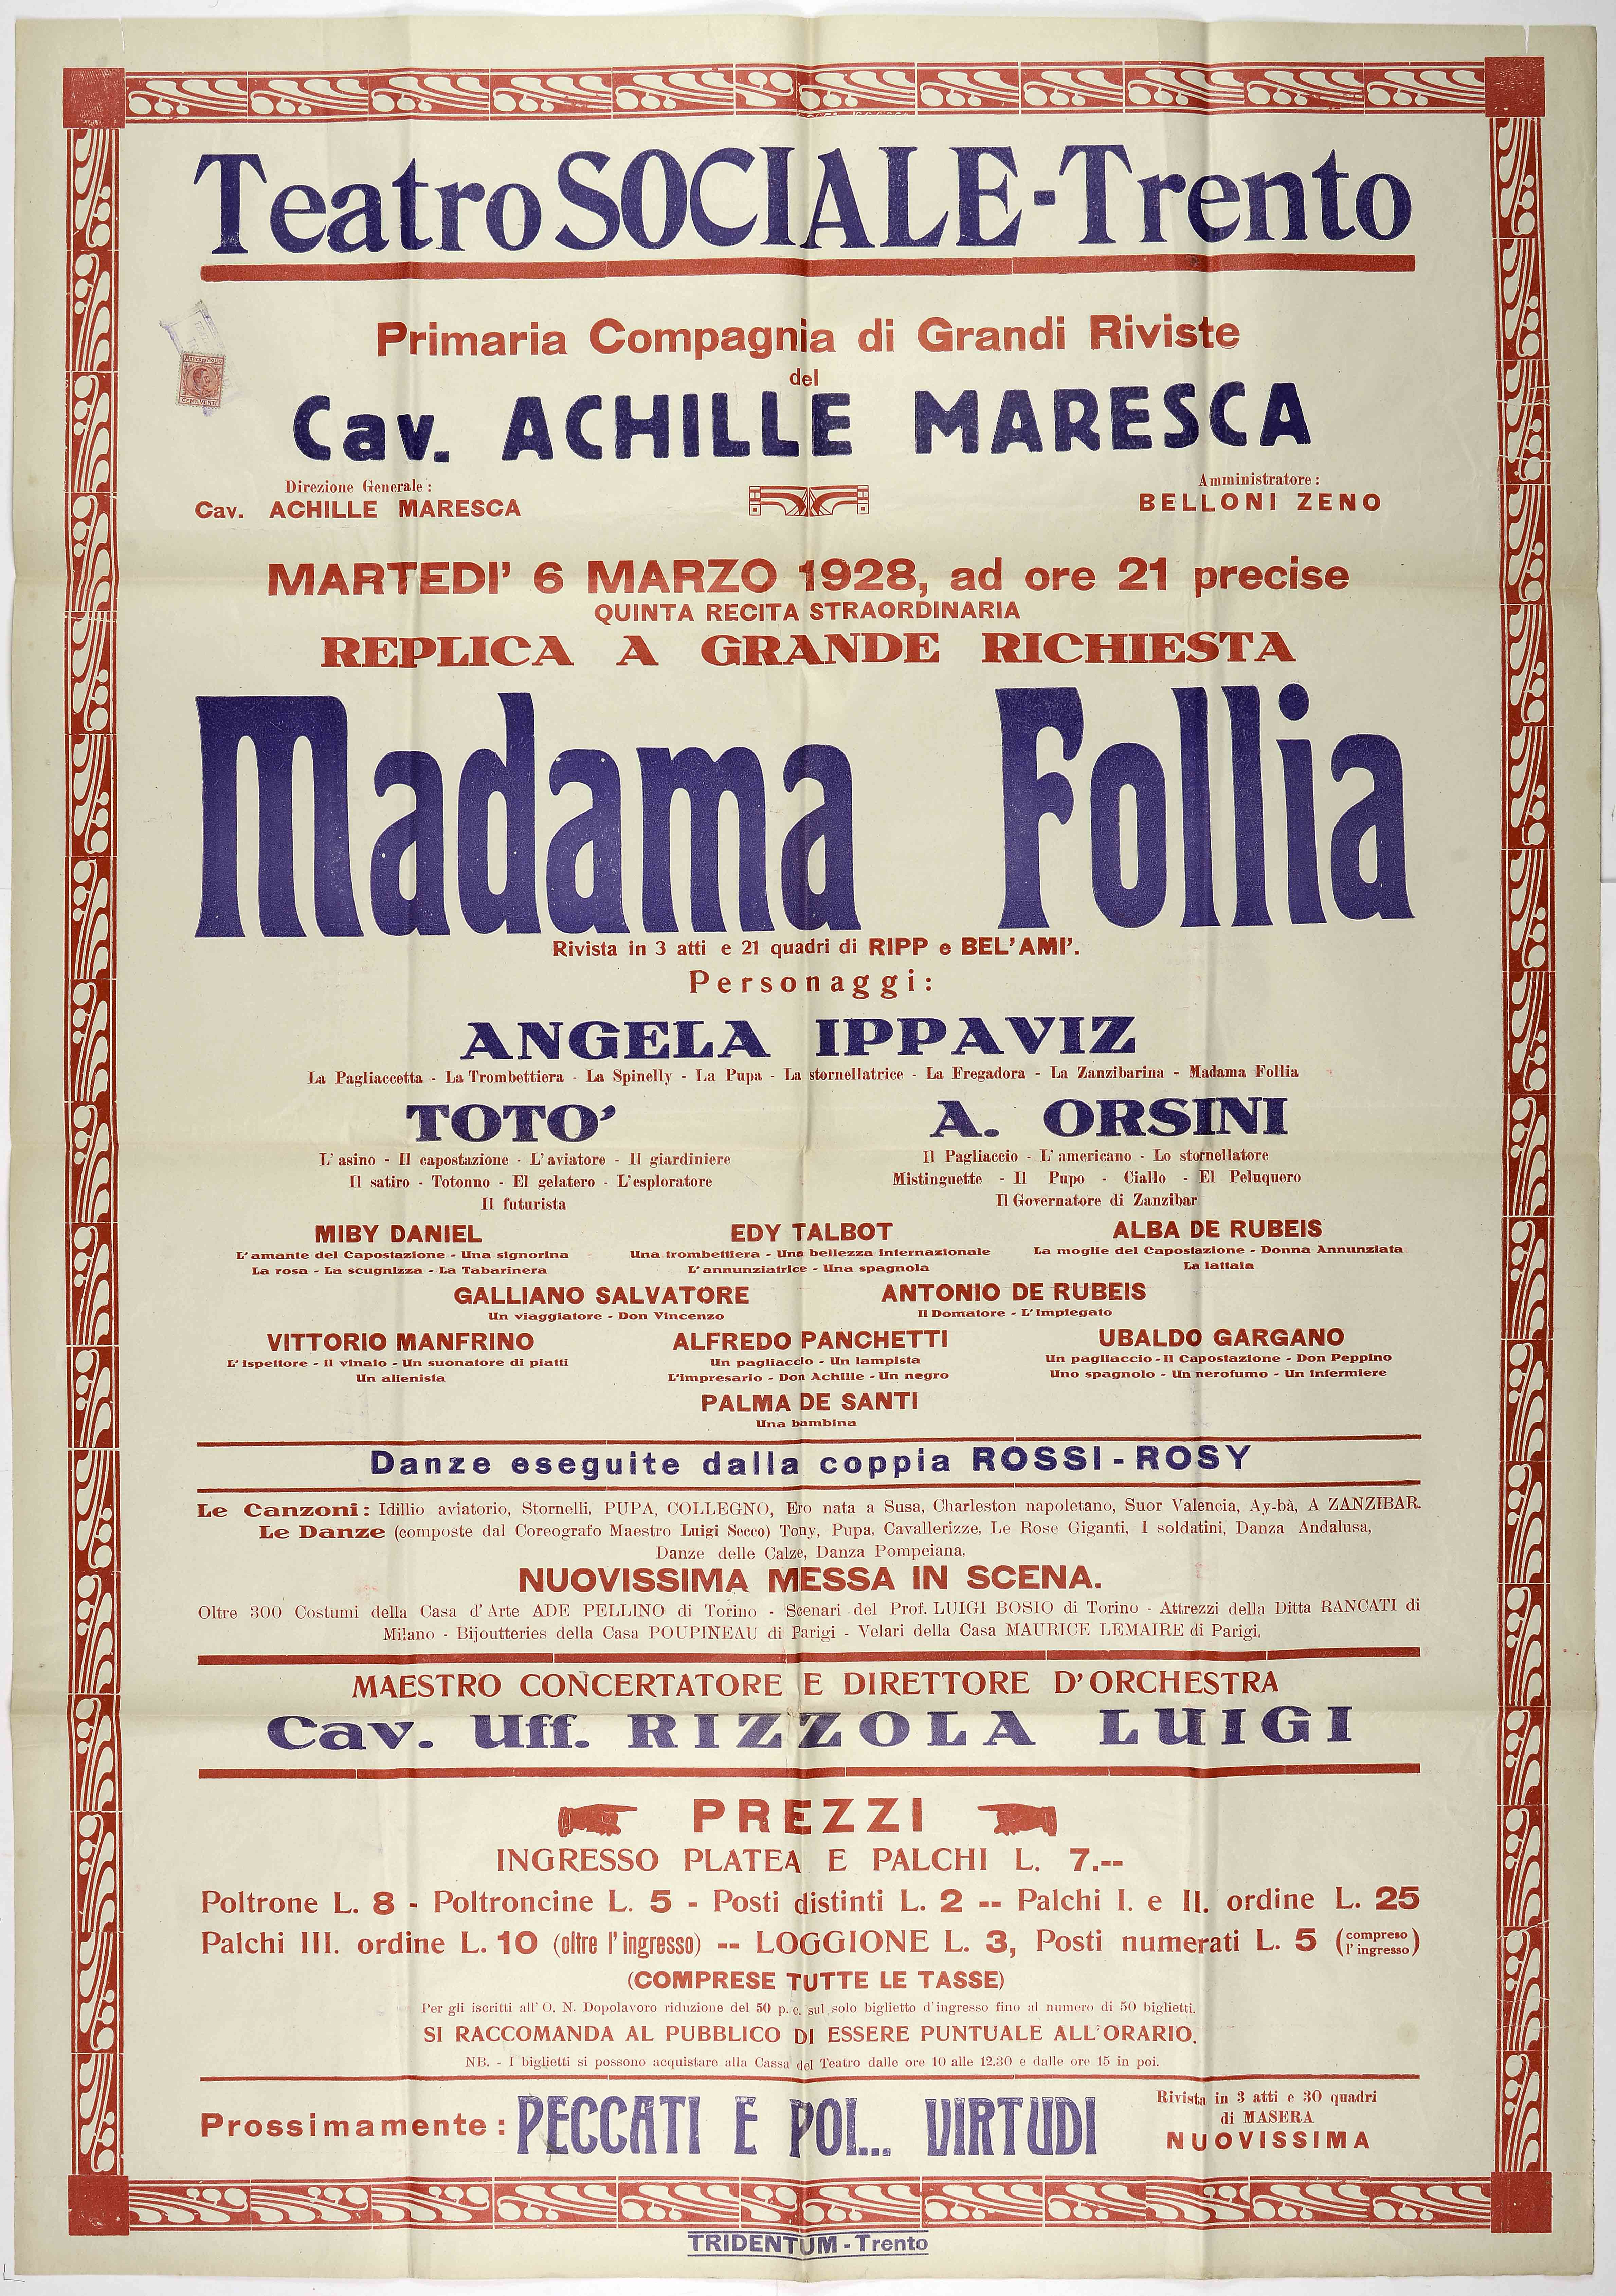 Teatro SOCIALE - Trento
Primaria Compagnia di Grandi Riviste
del
Cav. ACHILLE MARESCA
Direzione Generale :
Cav. ACHILLE MARESCA
Amministratore :
BELLONI ZENO
MARCA DA BOLLO
CENT. VENTI
MARTEDI' 6 MARZO 1928, ad ore 21 precise
QUINTA RECITA STRAORDINARIA
REPLICA A GRANDE RICHIESTA
Madama Follia
Rivista in 3 atti e 21 quadri di RIPP e BEL'AMI'.
Personaggi:
ANGELA IPPAVIZ
La Pagliaccetta - La Trombettiera - La Spinelly - La Pupa - La stornellatrice - La Fregadora - La Zanzibarina - Madama Follia
TOTO'
L'asino - Il capostazione - L'aviatore - Il giardiniere
Il satiro - Totonno - El gelatero - L'esploratore
Il futurista
A. ORSINI
Il Pagliaccio - L'americano - Lo stornellatore
Mistinguette - Il Pupo - Ciallo - El Peluquero
Il Governatore di Zanzibar
MIBY DANIEL
L'amante del Capostazione - Una signorina
La rosa - La scugnizza - La Tabarinera
EDY TALBOT
Una trombettiera - Una bellezza internazionale
L'annunziatrice - Una spagnola
ALBA DE RUBEIS
La moglie del Capostazione - Donna Annunziata
La lattaia
GALLIANO SALVATORE
Un viaggiatore - Don Vincenzo
ANTONIO DE RUBEIS
Il Domatore - L'impiegato
VITTORIO MANFRINO
L'ispettore - Il vinaio - Un suonatore di piatti
Un alienista
ALFREDO PANCHETTI
Un pagliaccio - Un lampista
L'impresario - Don Achille - Un negro
UBALDO GARGANO
Un pagliaccio - Il Capostazione - Don Peppino
Uno spagnolo - Un nerofumo - Un infermiere
PALMA DE SANTI
Una bambina
Danze eseguite dalla coppia ROSSI - ROSY
Le Canzoni: Idillio aviatorio, Stornelli, PUPA, COLLEGNO, Ero nata a Susa, Charleston napoletano, Suor Valencia, Ay-bà, A ZANZIBAR.
Le Danze (composte dal Coreografo Maestro Luigi Secco) Tony, Pupa, Cavallerizze, Le Rose Giganti, I soldatini, Danza Andalusa,
Danze delle Calze, Danza Pompeiana,
NUOVISSIMA MESSA IN SCENA.
Oltre 300 Costumi della Casa d'Arte ADE PELLINO di Torino - Scenari del Prof. LUIGI BOSIO di Torino - Attrezzi della Ditta RANCATI di
Milano - Bijoutteries della Casa POUPINEAU di Parigi - Velari della Casa MAURICE LEMAIRE di Parigi,
MAESTRO CONCERTATORE E DIRETTORE D'ORCHESTRA
Cav. Uff. RIZZOLA LUIGI
PREZZI
INGRESSO PLATEA E PALCHI L. 7.--
Poltrone L. 8 - Poltroncine L. 5 - Posti distinti L. 2 -- Palchi I. e II. ordine L. 25
Palchi III. ordine L. 10 (oltre l'ingresso) -- LOGGIONE L. 3, Posti numerati L. 5 (compreso l'ingresso)
(COMPRESE TUTTE LE TASSE)
Per gli iscritti all'O. N. Dopolavoro riduzione del 50 p. c. sul solo biglietto d'ingresso fino al numero di 50 biglietti.
SI RACCOMANDA AL PUBBLICO DI ESSERE PUNTUALE ALL'ORARIO.
NB. - I biglietti si possono acquistare alla Cassa del Teatro dalle ore 10 alle 12.30 e dalle ore 15 in poi.
Prossimamente : PECCATI E POI... VIRTUDI
Rivista in 3 atti e 30 quadri
di MASERA
NUOVISSIMA
TRIDENTUM - Trento